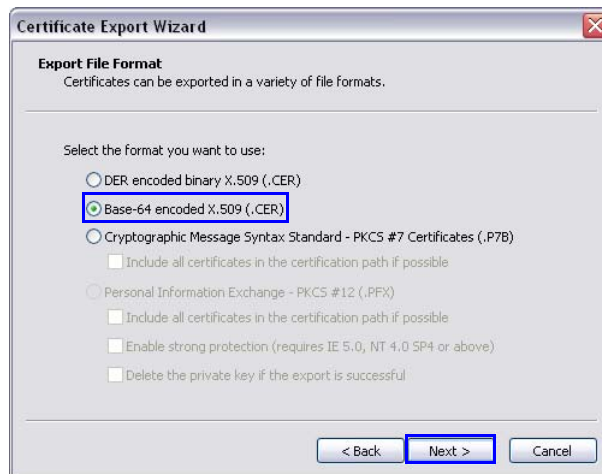 Certificate Export Wizard
Export File Format
Certificates can be exported in a variety of file formats.
Select the format you want to use:
DER encoded binary X.509 (.CER)
Base-64 encoded X.509 (.CER)
Cryptographic Message Syntax Standard - PKCS #7 Certificates (.P7B)
Include all certificates in the certification path if possible
Personal Information Exchange - PKCS #12 (.PFX)
Include all certificates in the certification path if possible
Enable strong protection (requires IE 5.0, NT 4.0 SP4 or above)
Delete the private key if the export is successful
< Back Next > Cancel